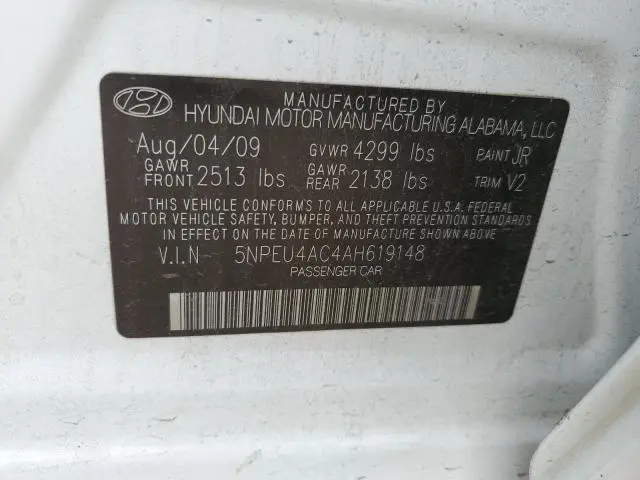 MANUFACTURED BY
HYUNDAI MOTOR MANUFACTURING ALABAMA, LLC
Aug/04/09 GVWR 4299 lbs PAINT JR
GAWR FRONT 2513 lbs GAWR REAR 2138 lbs TRIM V2
THIS VEHICLE CONFORMS TO ALL APPLICABLE U.S.A. FEDERAL
MOTOR VEHICLE SAFETY, BUMPER, AND THEFT PREVENTION STANDARDS
IN EFFECT ON THE DATE OF MANUFACTURE SHOWN ABOVE.
V.I.N - 5NPEU4AC4AH619148
PASSENGER CAR